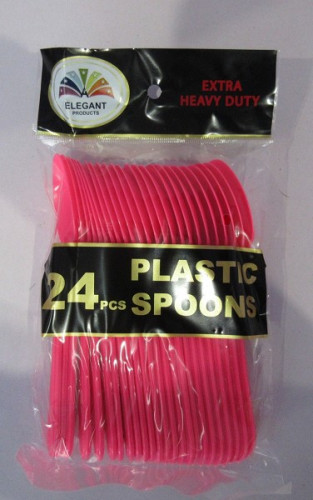 ELEGANT
PRODUCTS
EXTRA
HEAVY DUTY
24 PCS
PLASTIC
SPOONS